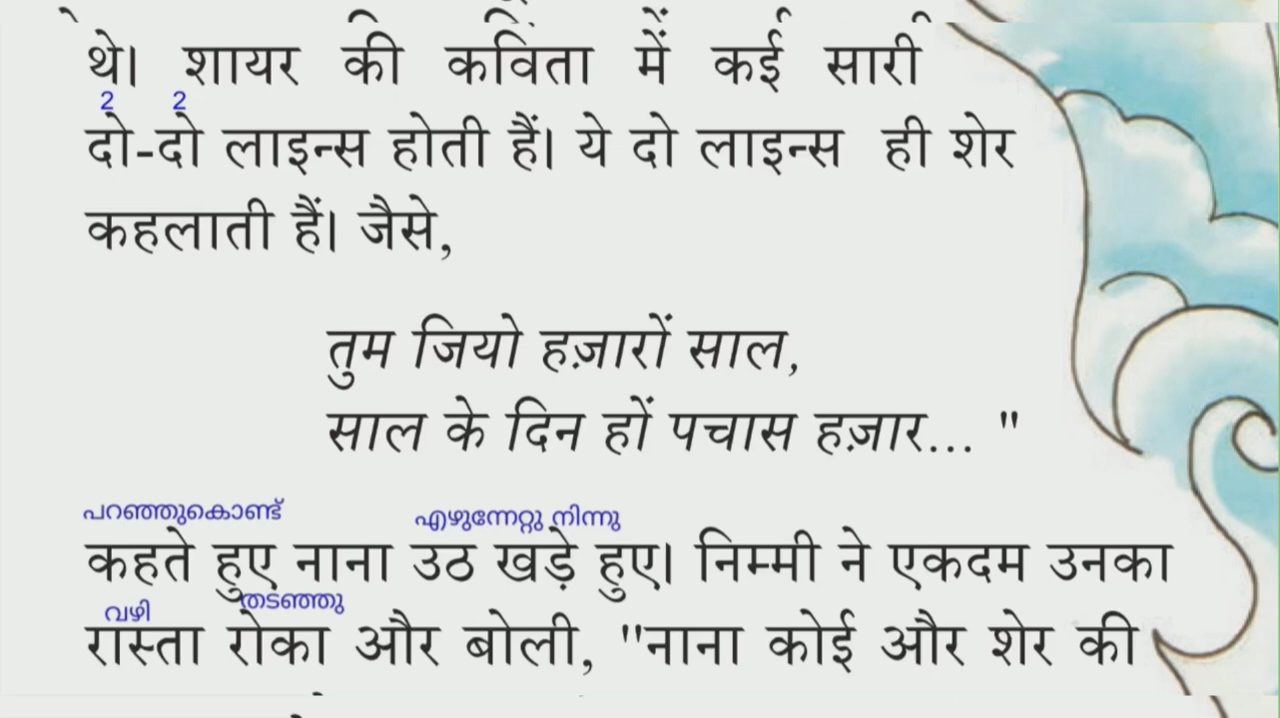 थे। शायर की कविता में कई सारी
2 2
दो-दो लाइन्स होती हैं। ये दो लाइन्स ही शेर
कहलाती हैं। जैसे,
तुम जियो हज़ारों साल,
साल के दिन हों पचास हज़ार... "
പറഞ്ഞുകൊണ്ട് എഴുന്നേറ്റു നിന്നു
कहते हुए नाना उठ खड़े हुए। निम्मी ने एकदम उनका
വഴി തടഞ്ഞു
रास्ता रोका और बोली, "नाना कोई और शेर की